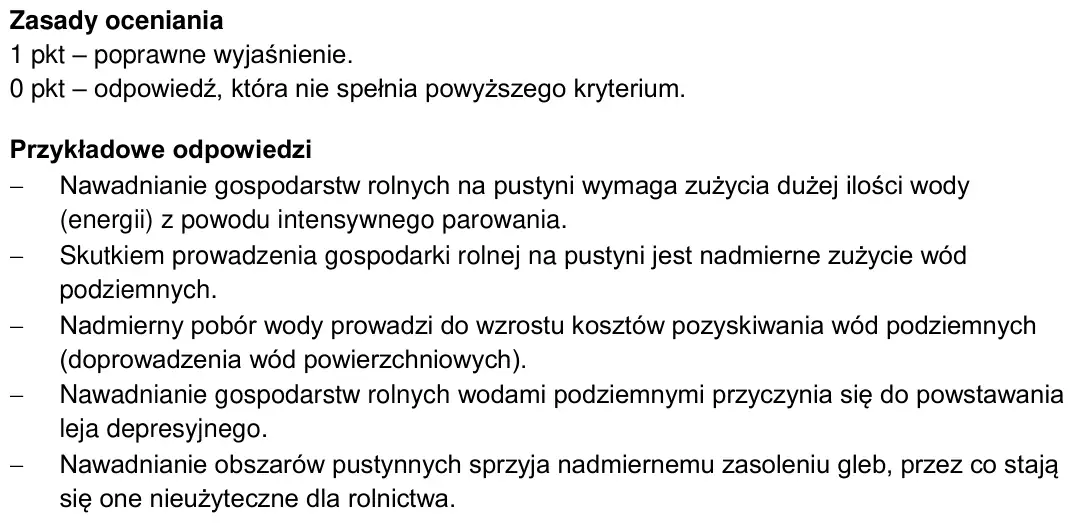 Zasady oceniania
1 pkt – poprawne wyjaśnienie.
0 pkt – odpowiedź, która nie spełnia powyższego kryterium.
Przykładowe odpowiedzi
– Nawadnianie gospodarstw rolnych na pustyni wymaga zużycia dużej ilości wody
(energii) z powodu intensywnego parowania.
– Skutkiem prowadzenia gospodarki rolnej na pustyni jest nadmierne zużycie wód
podziemnych.
– Nadmierny pobór wody prowadzi do wzrostu kosztów pozyskiwania wód podziemnych
(doprowadzenia wód powierzchniowych).
– Nawadnianie gospodarstw rolnych wodami podziemnymi przyczynia się do powstawania
leja depresyjnego.
– Nawadnianie obszarów pustynnych sprzyja nadmiernemu zasoleniu gleb, przez co stają
się one nieużyteczne dla rolnictwa.